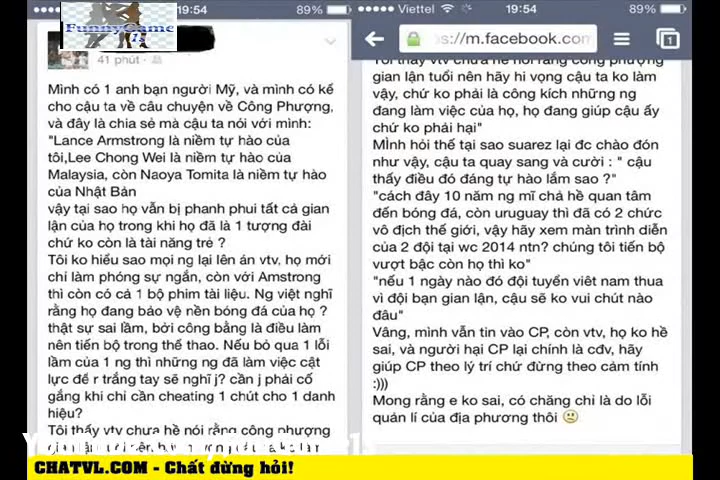 19:54
89%
FunnyGame
41 phút
Mình có 1 anh bạn người Mỹ, và mình có kể
cho cậu ta về câu chuyện về Công Phượng,
và đây là chia sẻ mà cậu ta nói với mình:
"Lance Armstrong là niềm tự hào của
tôi,Lee Chong Wei là niềm tự hào của
Malaysia, còn Naoya Tomita là niềm tự hào
của Nhật Bản
vậy tại sao họ vẫn bị phanh phui tất cả gian
lận của họ trong khi họ đã là 1 tượng đài
chứ ko còn là tài năng trẻ ?
Tôi ko hiểu sao mọi ng lại lên án vtv, họ mới
chỉ làm phóng sự ngắn, còn với Amstrong
thì còn có cả 1 bộ phim tài liệu. Ng việt nghĩ
rằng họ đang bảo vệ nền bóng đá của họ ?
thật sự sai lầm, bởi công bằng là điều làm
nên tiến bộ trong thể thao. Nếu bỏ qua 1 lỗi
lầm của 1 ng thì những ng đã làm việc cật
lực để r trắng tay sẽ nghĩ j? cần j phải cố
gắng khi chỉ cần cheating 1 chút cho 1 danh
hiệu?
Tôi thấy vtv chưa hề nói rằng công phượng
Viettel
19:54
89%
://m.facebook.com
Tôi thấy vtv chưa hề nói rằng công phượng
gian lận tuổi nên hãy hi vọng cậu ta ko làm
vậy, chứ ko phải là công kích những ng
đang làm việc của họ, họ đang giúp cậu ấy
chứ ko phải hại"
Mình hỏi thế tại sao suarez lại đc chào đón
như vậy, cậu ta quay sang và cười : " cậu
thấy điều đó đáng tự hào lắm sao ?"
"cách đây 10 năm ng mĩ chả hề quan tâm
đến bóng đá, còn uruguay thì đã có 2 chức
vô địch thế giới, vậy hãy xem màn trình diễn
của 2 đội tại wc 2014 ntn? chúng tôi tiến bộ
vượt bậc còn họ thì ko"
"nếu 1 ngày nào đó đội tuyển việt nam thua
vì đội bạn gian lận, cậu sẽ ko vui chút nào
đâu"
Vâng, mình vẫn tin vào CP, còn vtv, họ ko hề
sai, và người hại CP lại chính là cđv, hãy
giúp CP theo lý trí chứ đừng theo cảm tính
:)))
Mong rằng e ko sai, có chăng chỉ là do lỗi
quản lí của địa phương thôi
CHATVL.COM - Chất đừng hỏi!